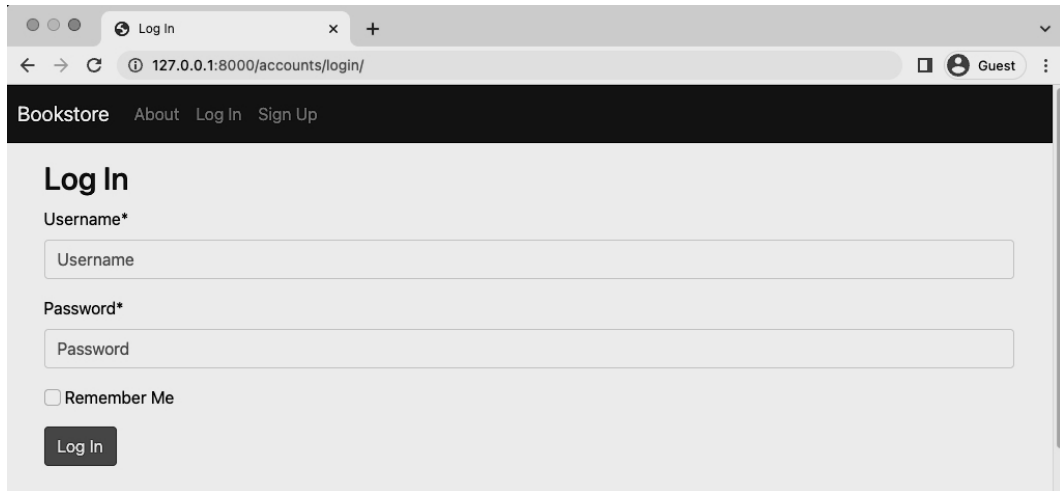 Log In
127.0.0.1:8000/accounts/login/ Guest
Bookstore About Log In Sign Up
Log In
Username*
Username
Password*
Password
Remember Me
Log In